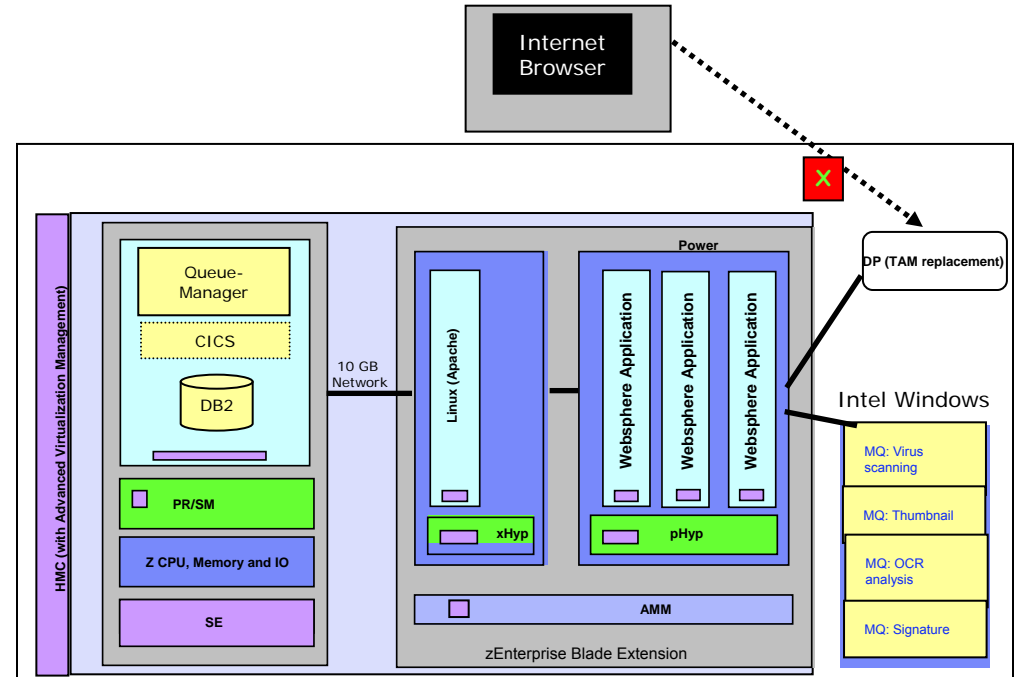 Internet
Browser
X
HMC (with Advanced Virtualization Management)
Queue-
Manager
CICS
DB2
PR/SM
Z CPU, Memory and IO
SE
10 GB
Network
Linux (Apache)
xHyp
Power
Websphere Application
Websphere Application
Websphere Application
pHyp
AMM
zEnterprise Blade Extension
DP (TAM replacement)
Intel Windows
MQ: Virus
scanning
MQ: Thumbnail
MQ: OCR
analysis
MQ: Signature